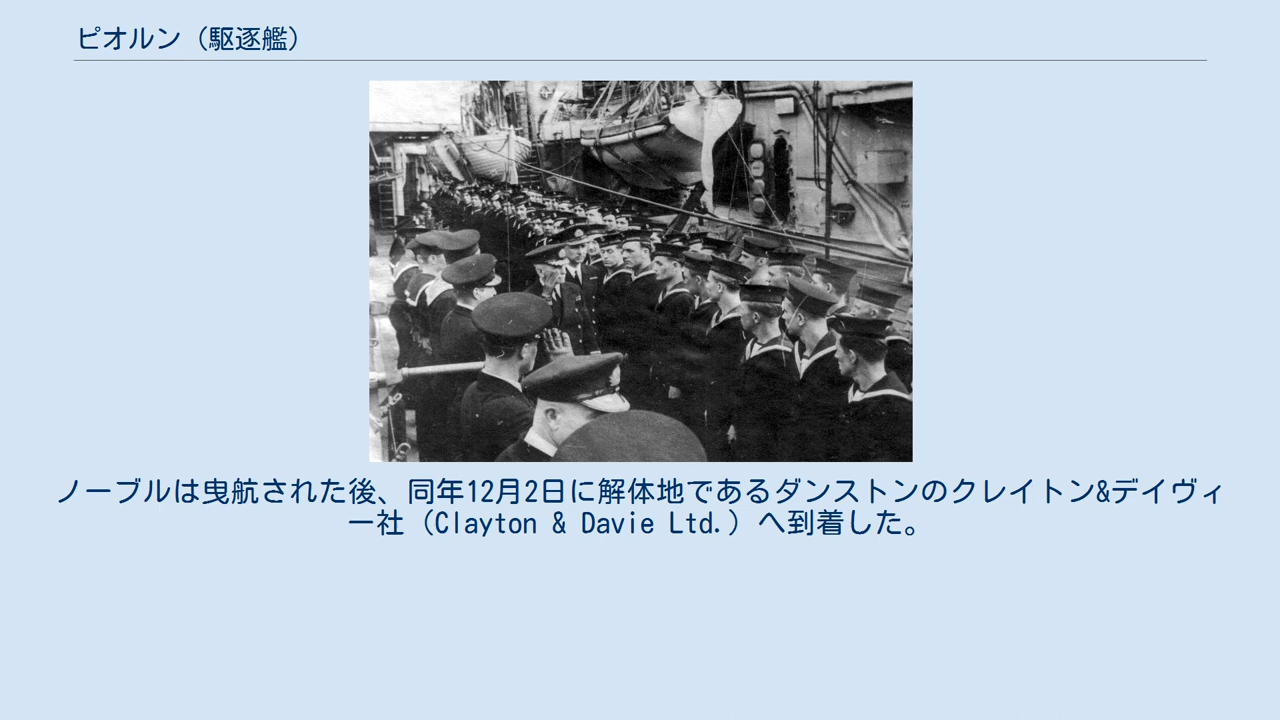 ピオルン（駆逐艦）
ノーブルは曳航された後、同年12月2日に解体地であるダンストンのクレイトン&デイヴィ
ー社（Clayton & Davie Ltd.）へ到着した。